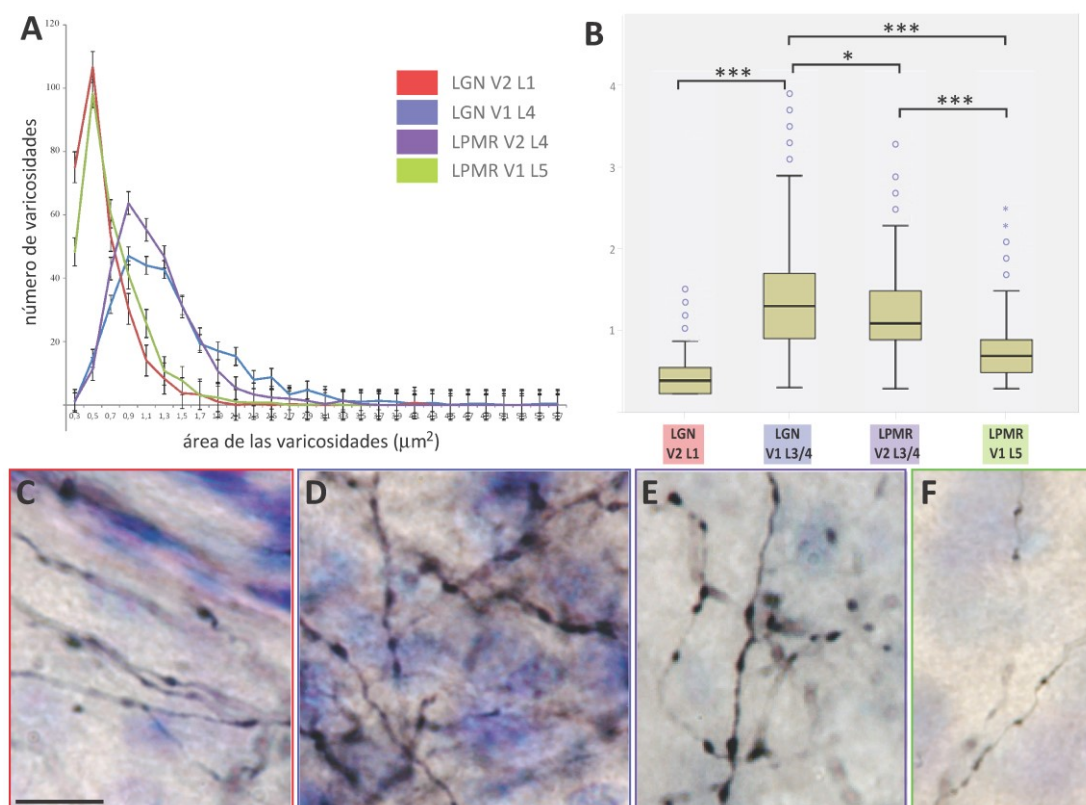 A
120
100
80
60
40
20
número de varicosidades
LGN V2 L1
LGN V1 L4
LPMR V2 L4
LPMR V1 L5
0,3 0,5 0,7 0,9 1,1 1,3 1,5 1,7
área de las varicosidades (μm²)
B
***
*
***
***
4
3
2
1
LGN
V2 L1
LGN
V1 L3/4
LPMR
V2 L3/4
LPMR
V1 L5
C
D
E
F